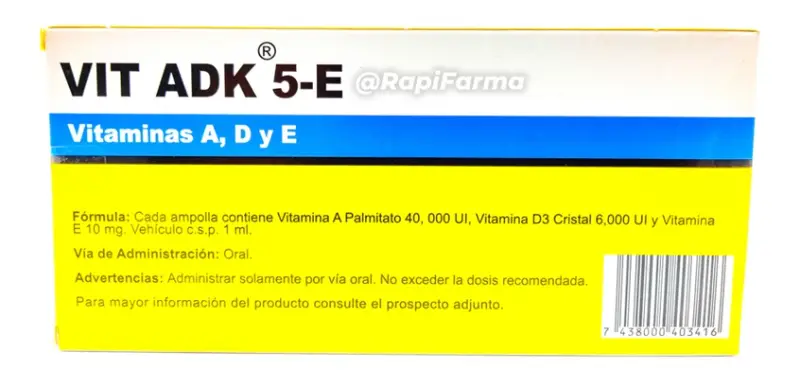 VIT ADK® 5-E
@RapiFarma
Vitaminas A, D y E
Fórmula: Cada ampolla contiene Vitamina A Palmitato 40, 000 UI, Vitamina D3 Cristal 6,000 UI y Vitamina
E 10 mg. Vehículo c.s.p. 1 ml.
Vía de Administración: Oral.
Advertencias: Administrar solamente por vía oral. No exceder la dosis recomendada.
Para mayor información del producto consulte el prospecto adjunto.
7 438000 403416